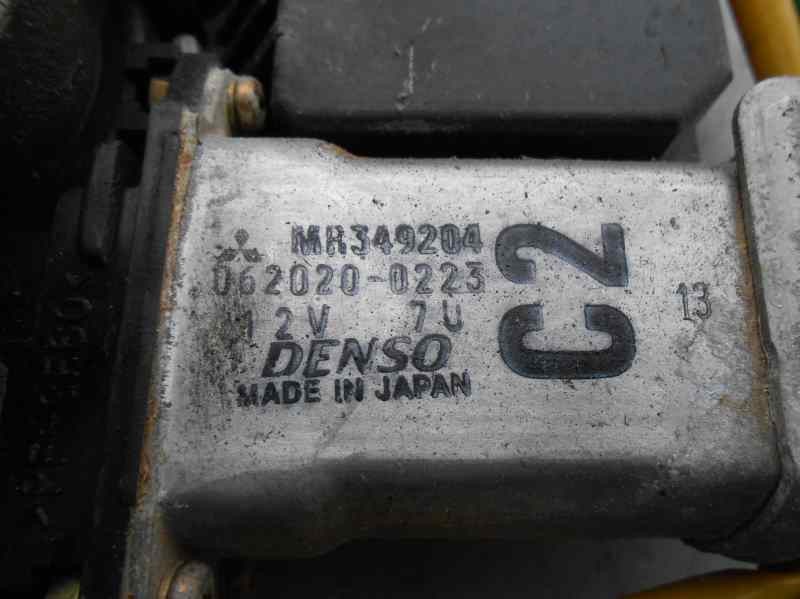 MR349204
062020-0223
12V 7U
DENSO
MADE IN JAPAN
C2
13